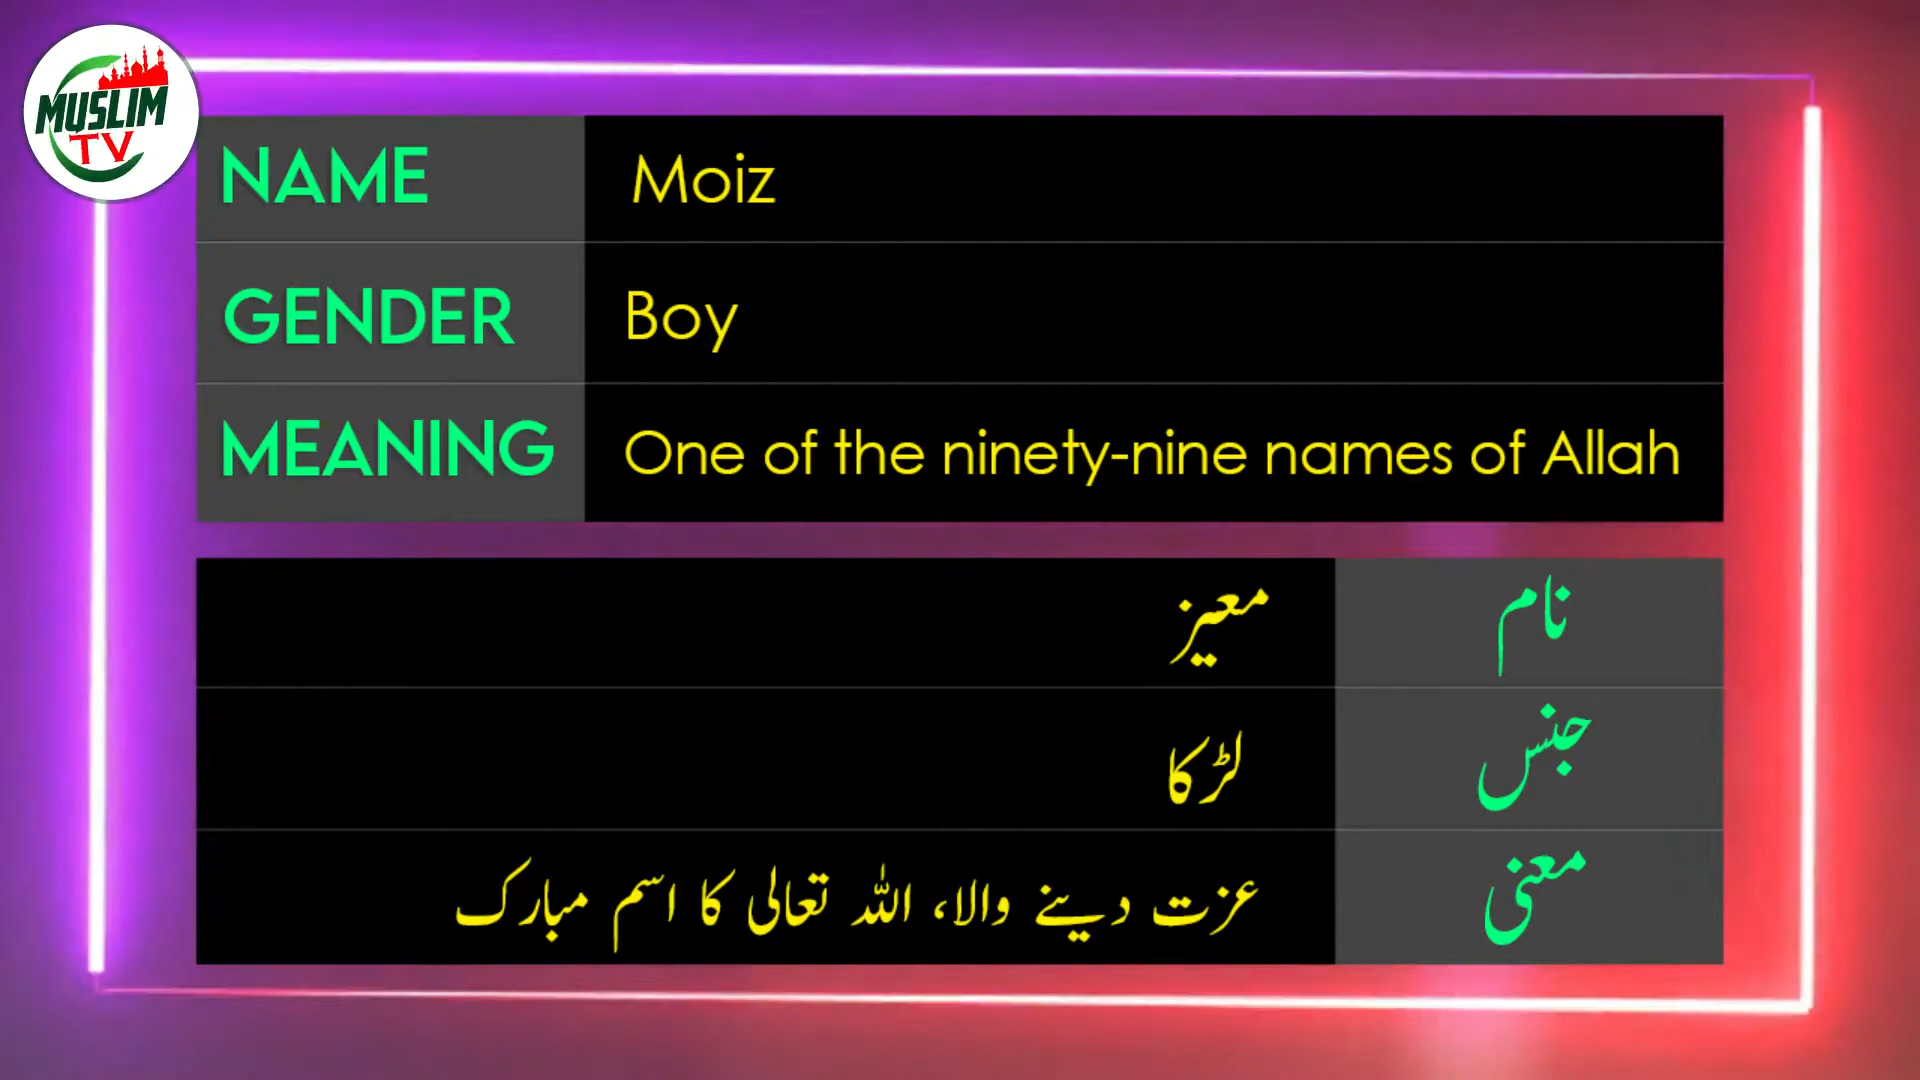 MUSLIM
TV
NAME Moiz
GENDER Boy
MEANING One of the ninety-nine names of Allah
نام معیز
جنس لڑکا
معنی عزت دینے والا، اللہ تعالی کا اسم مبارک